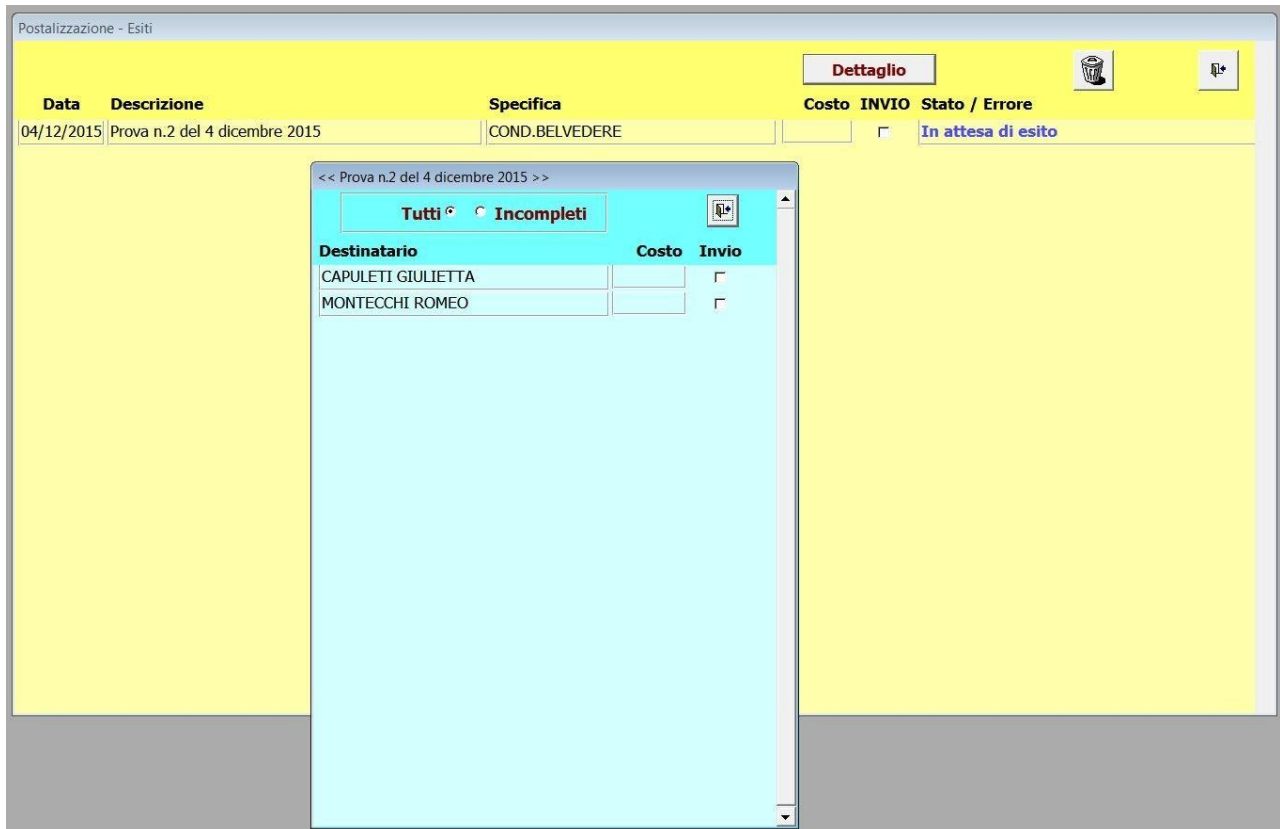 Postalizzazione - Esiti
Dettaglio
Data Descrizione Specifica Costo INVIO Stato / Errore
04/12/2015 Prova n.2 del 4 dicembre 2015 COND.BELVEDERE In attesa di esito
<< Prova n.2 del 4 dicembre 2015 >>
Tutti Incompleti
Destinatario Costo Invio
CAPULETI GIULIETTA
MONTECCHI ROMEO